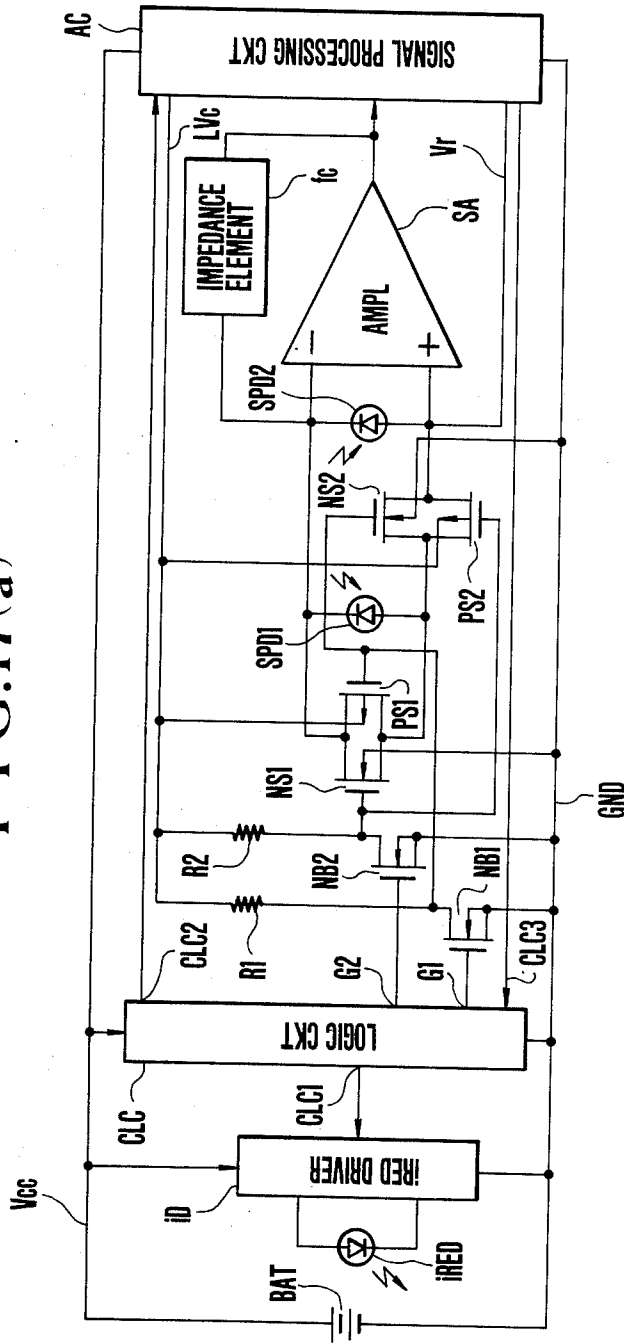 FIG.17(a)
AC
SIGNAL PROCESSING CKT
LVc
Vr
IMPEDANCE
ELEMENT
fc
AMPL
−
+
SA
SPD2
NS2
SPD1
PS2
PS1
NS1
R2
NB2
GND
R1
NB1
CLC2
G2
G1
CLC3
LOGIC CKT
CLC
CLC1
Vcc
iD
iRED DRIVER
iRED
BAT